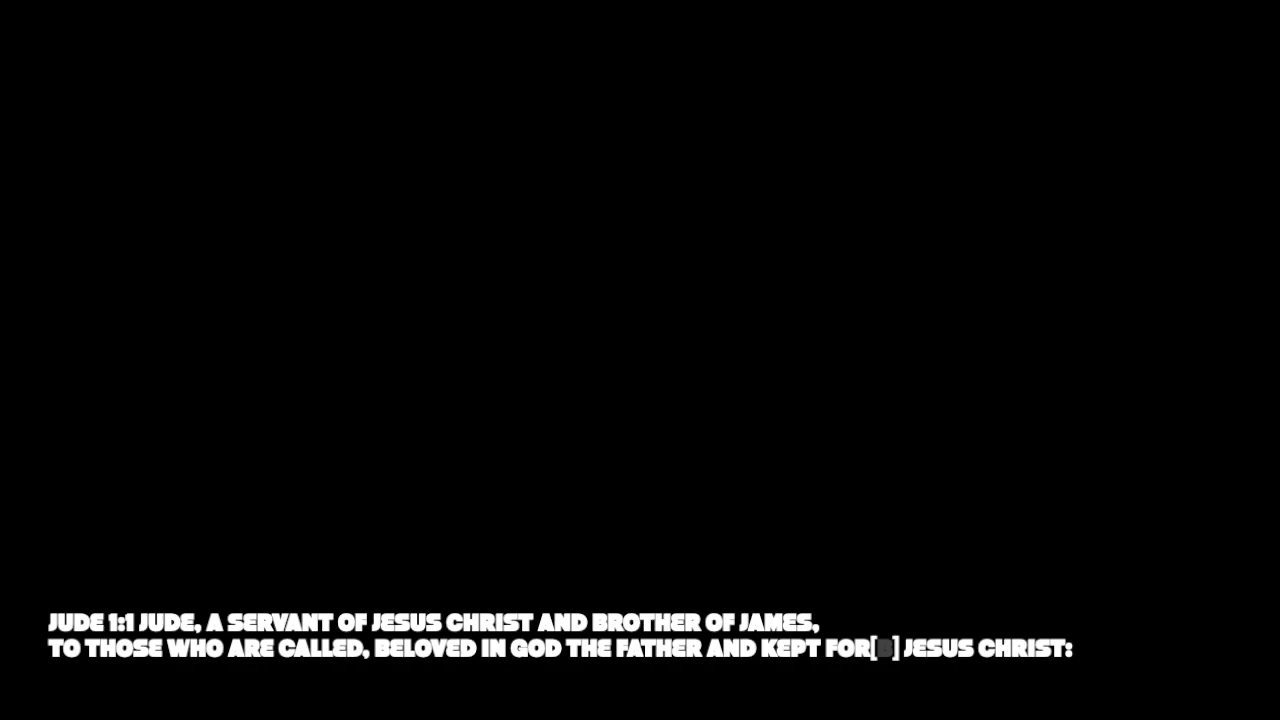 JUDE 1:1 JUDE, A SERVANT OF JESUS CHRIST AND BROTHER OF JAMES,
TO THOSE WHO ARE CALLED, BELOVED IN GOD THE FATHER AND KEPT FOR[B] JESUS CHRIST: